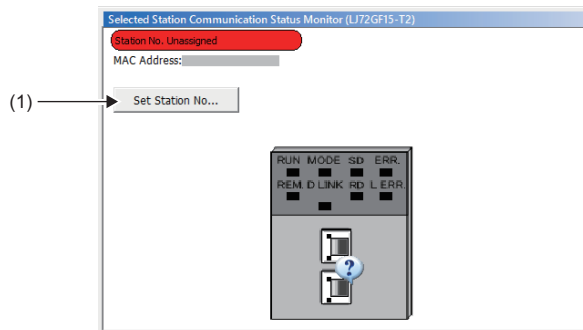 Selected Station Communication Status Monitor (LJ72GF15-T2)
Station No. Unassigned
MAC Address:
(1)
Set Station No...
RUN MODE SD ERR.
REM. D LINK RD L ERR.
?